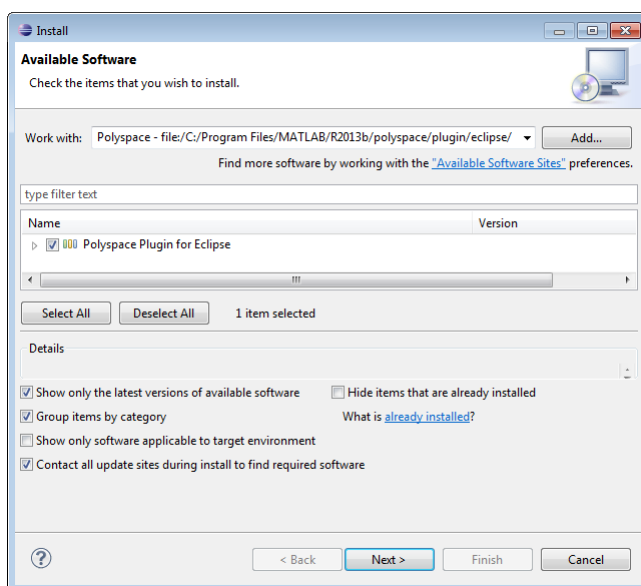 Install
Available Software
Check the items that you wish to install.
Work with: Polyspace - file:/C:/Program Files/MATLAB/R2013b/polyspace/plugin/eclipse/ Add...
Find more software by working with the "Available Software Sites" preferences.
type filter text
Name Version
Polyspace Plugin for Eclipse
Select All Deselect All 1 item selected
Details
Show only the latest versions of available software Hide items that are already installed
Group items by category What is already installed?
Show only software applicable to target environment
Contact all update sites during install to find required software
? < Back Next > Finish Cancel